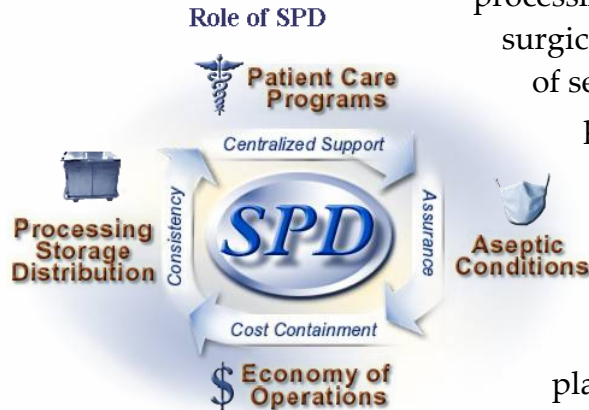 Role of SPD
Patient Care
Programs
Centralized Support
Consistency
SPD
Assurance
Processing
Storage
Distribution
Aseptic
Conditions
Cost Containment
$ Economy of
Operations
surgic
of se
pla